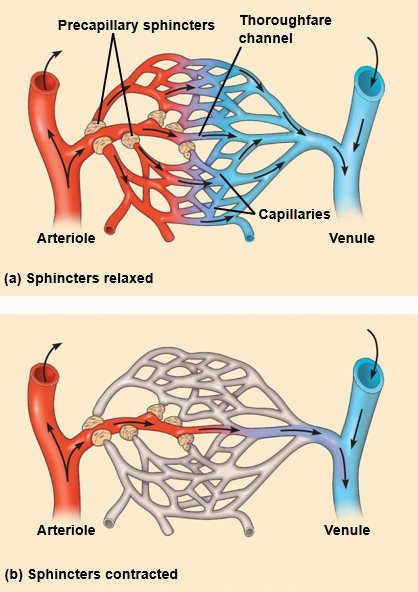 Precapillary sphincters
Thoroughfare
channel
Capillaries
Arteriole
Venule
(a) Sphincters relaxed
Arteriole
Venule
(b) Sphincters contracted